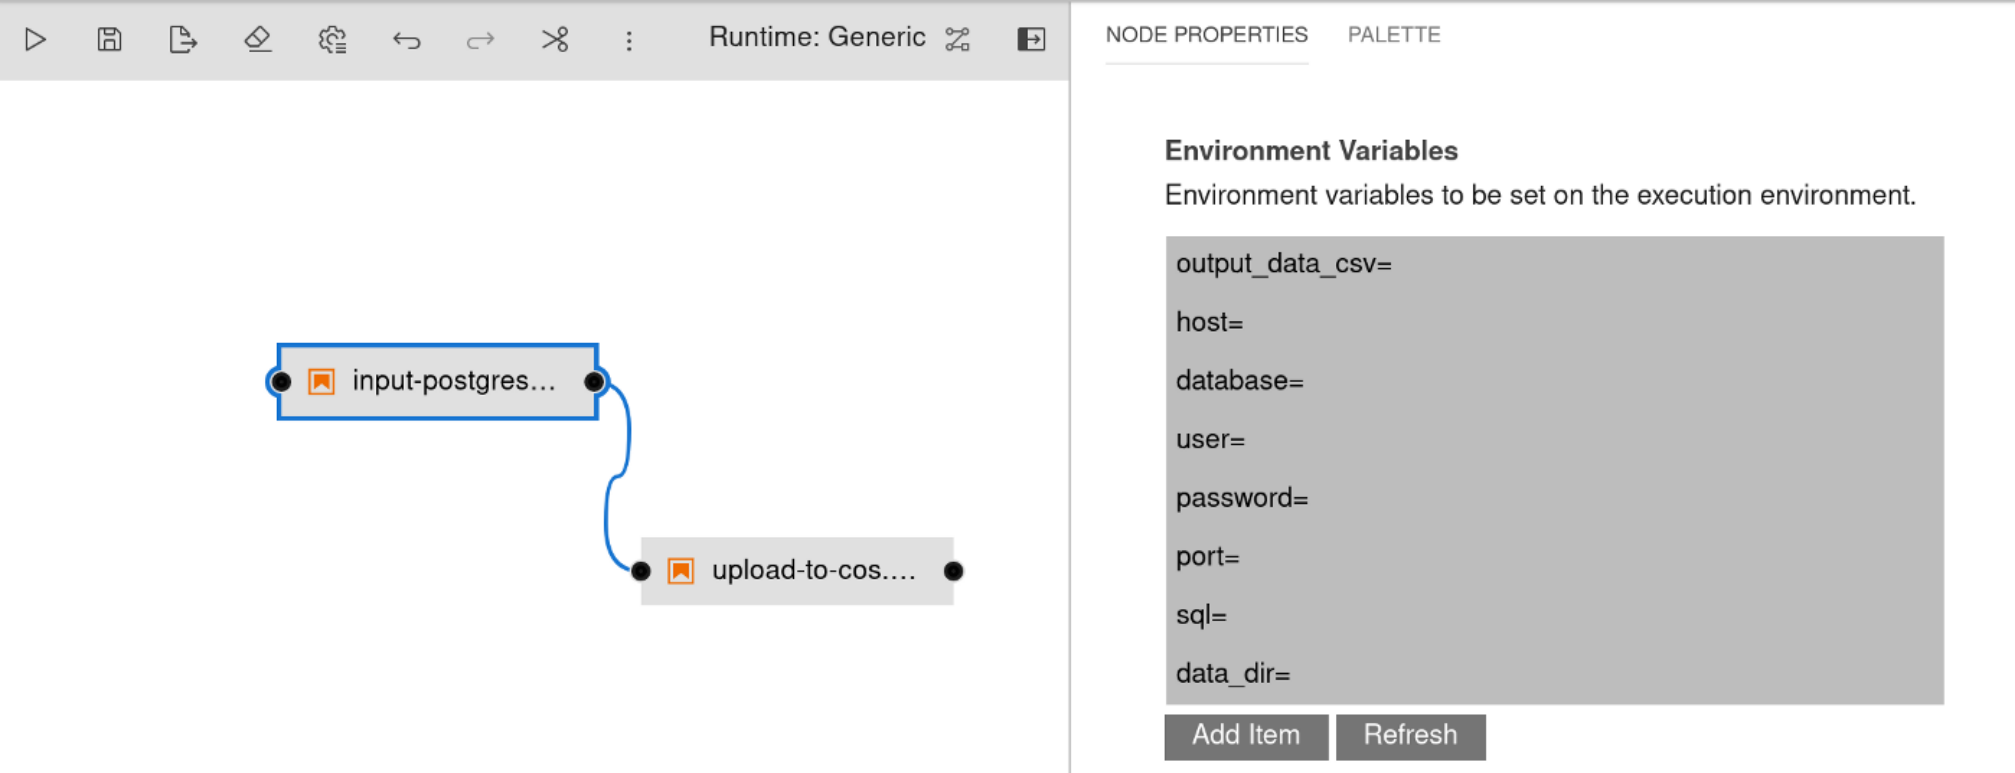 Runtime: Generic
NODE PROPERTIES PALETTE
Environment Variables
Environment variables to be set on the execution environment.
output_data_csv=
host=
database=
user=
password=
port=
sql=
data_dir=
Add Item Refresh
input-postgres...
upload-to-cos....